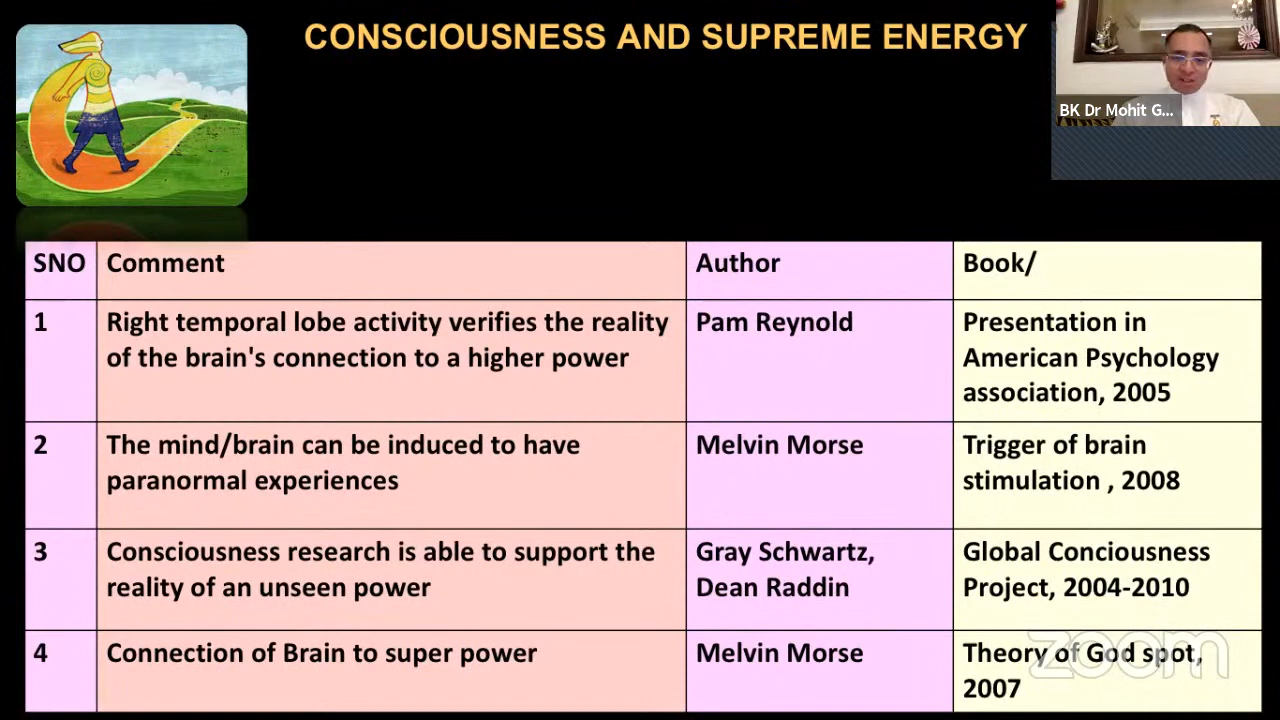 CONSCIOUSNESS AND SUPREME ENERGY
BK Dr Mohit G...
SNO Comment Author Book/
1 Right temporal lobe activity verifies the reality Pam Reynold Presentation in
of the brain's connection to a higher power American Psychology
association, 2005
2 The mind/brain can be induced to have Melvin Morse Trigger of brain
paranormal experiences stimulation , 2008
3 Consciousness research is able to support the Gray Schwartz, Global Conciousness
reality of an unseen power Dean Raddin Project, 2004-2010
4 Connection of Brain to super power Melvin Morse Theory of God spot,
2007
zoom